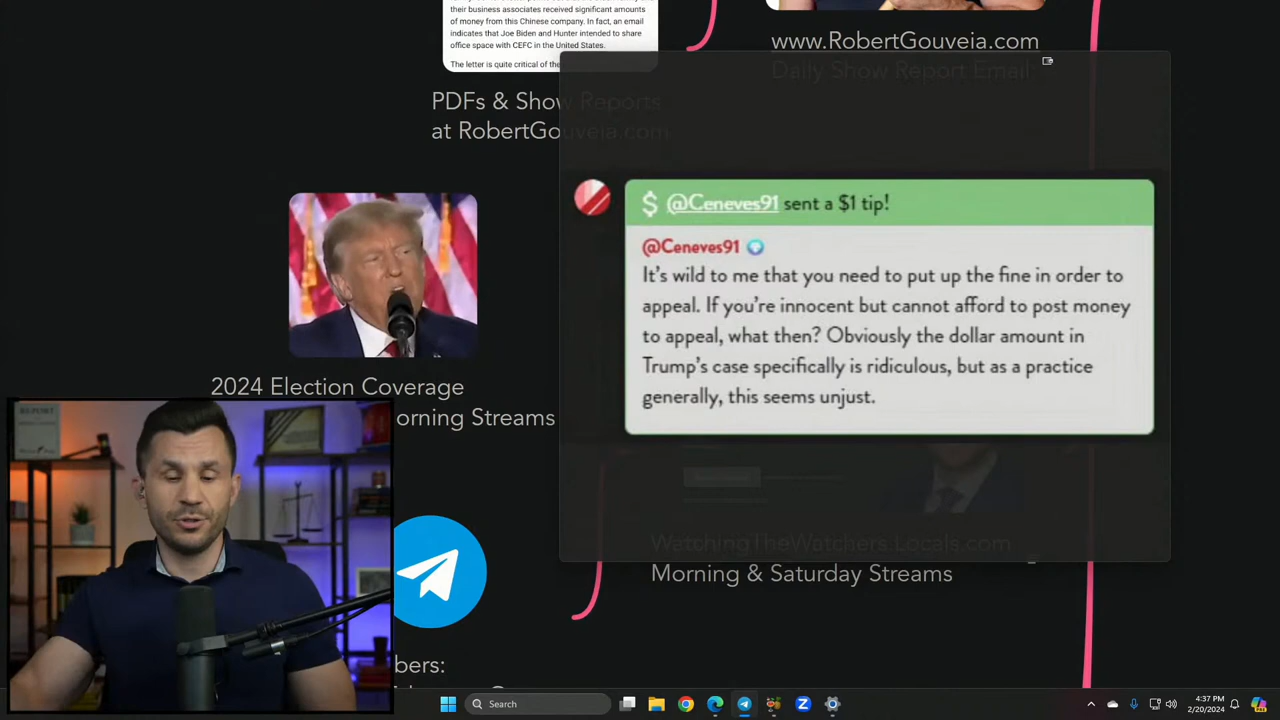 their business associates received significant amounts
of money from this Chinese company. In fact, an email
indicates that Joe Biden and Hunter intended to share
office space with CEFC in the United States.
The letter is quite critical of the
www.RobertGouveia.com
Daily Show Report Email
PDFs & Show Reports
at RobertGouveia.com
$ @Ceneves91 sent a $1 tip!
@Ceneves91
It's wild to me that you need to put up the fine in order to
appeal. If you're innocent but cannot afford to post money
to appeal, what then? Obviously the dollar amount in
Trump's case specifically is ridiculous, but as a practice
generally, this seems unjust.
2024 Election Coverage
orning Streams
REPORT
WatchingTheWatchers.Locals.com
Morning & Saturday Streams
bers:
Search
4:37 PM
2/20/2024